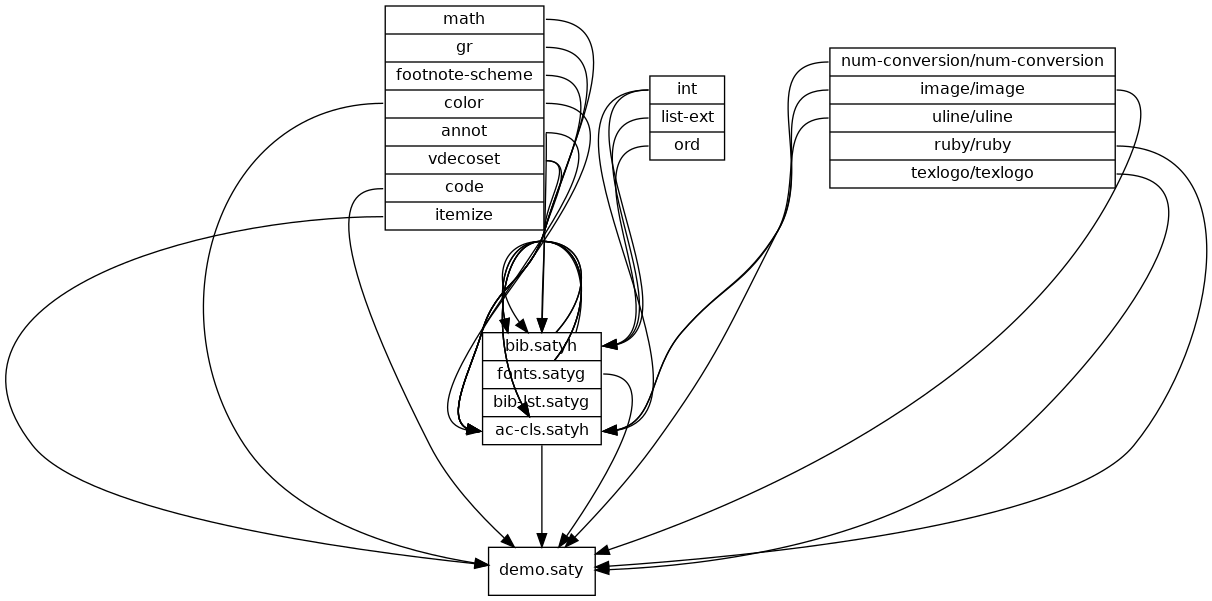 math
gr
footnote-scheme
color
annot
vdecoset
code
itemize
int
list-ext
ord
num-conversion/num-conversion
image/image
uline/uline
ruby/ruby
texlogo/texlogo
bib.satyh
fonts.satyg
bib-lst.satyg
ac-cls.satyh
demo.saty